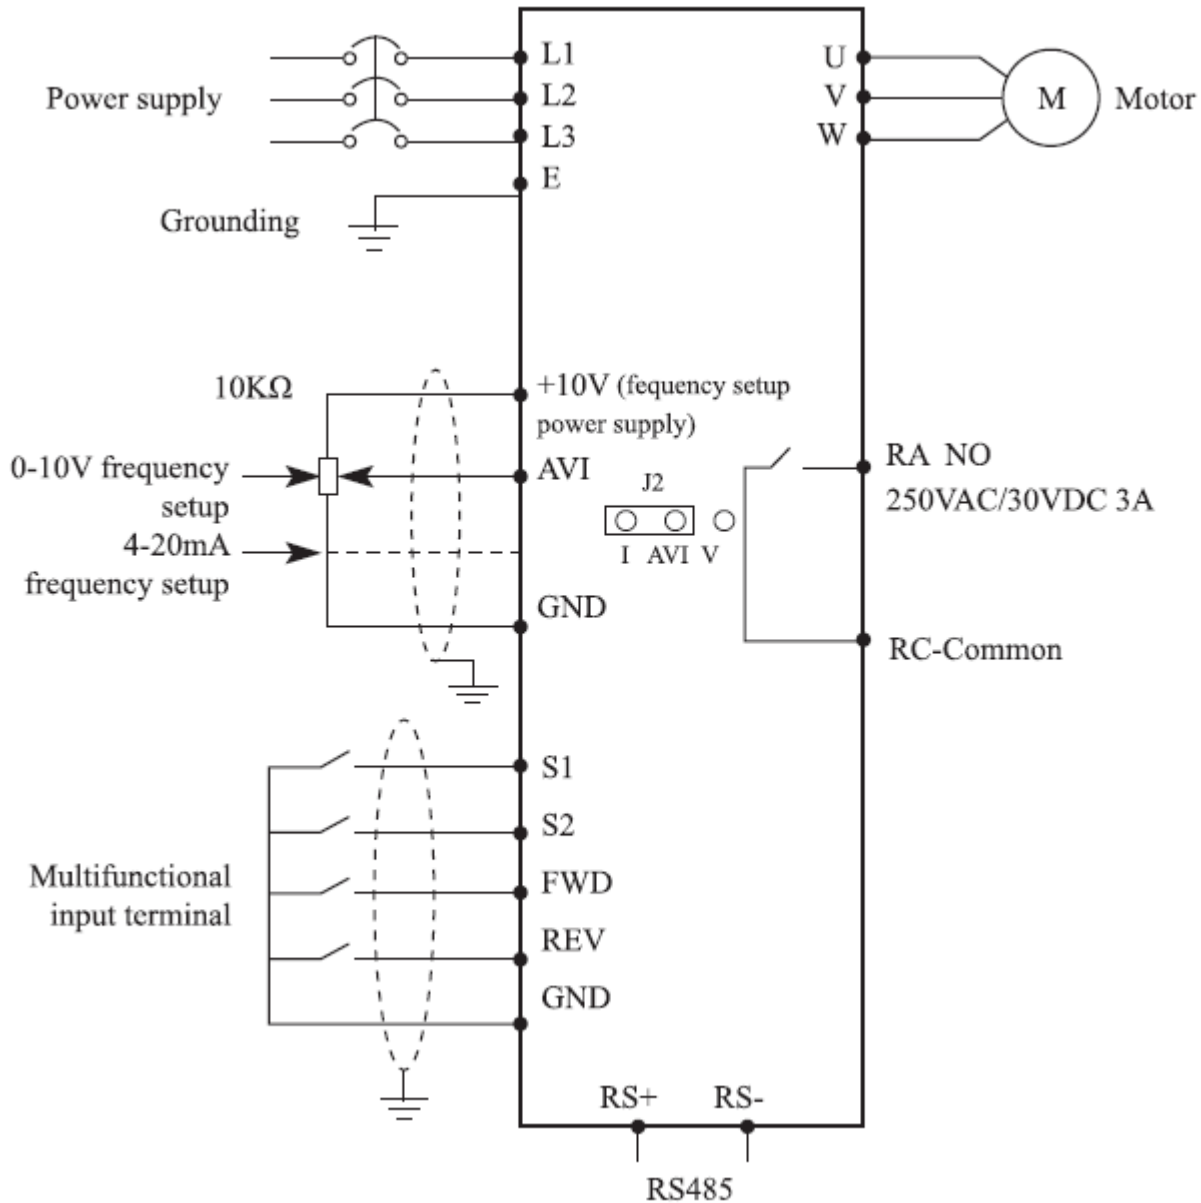 L1
U
Power supply
L2
V
M
Motor
L3
W
E
Grounding
10KΩ
+10V (fequency setup
power supply)
0-10V frequency
setup
AVI
4-20mA
frequency setup
J2
I AVI V
RA NO
250VAC/30VDC 3A
GND
RC-Common
S1
S2
Multifunctional
input terminal
FWD
REV
GND
RS+
RS-
RS485